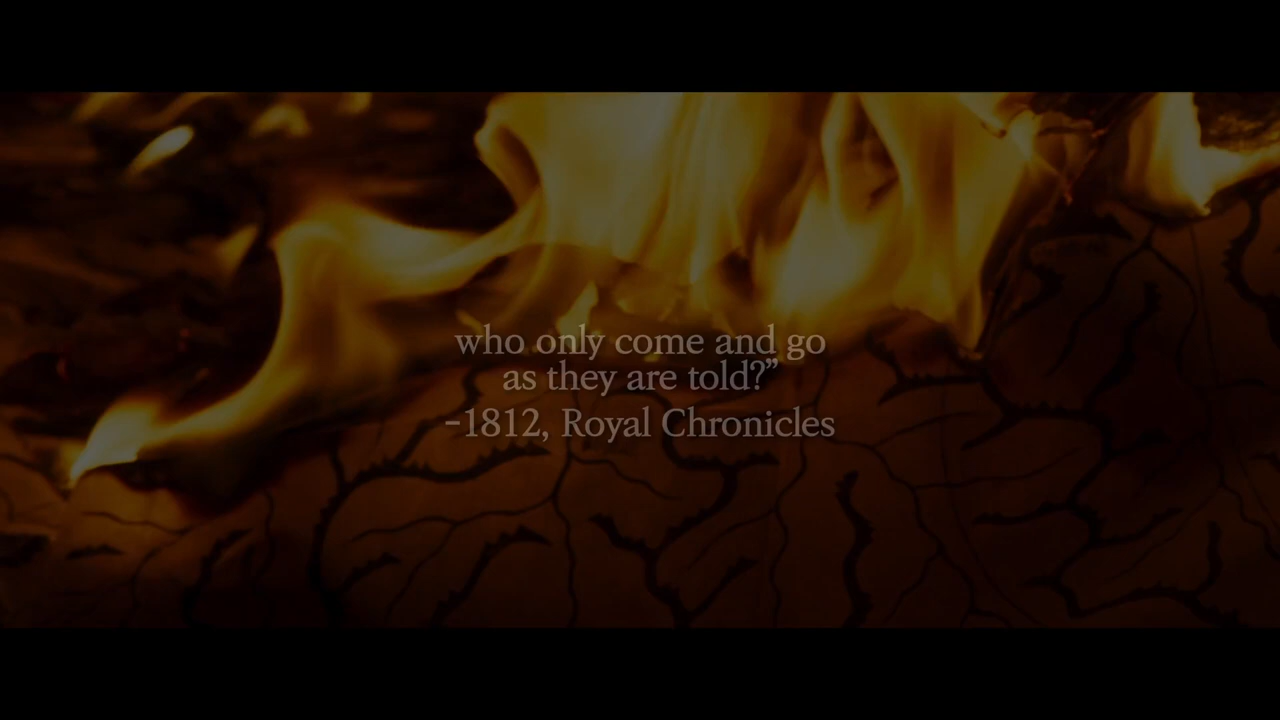 who only come and go
as they are told?”
-1812, Royal Chronicles